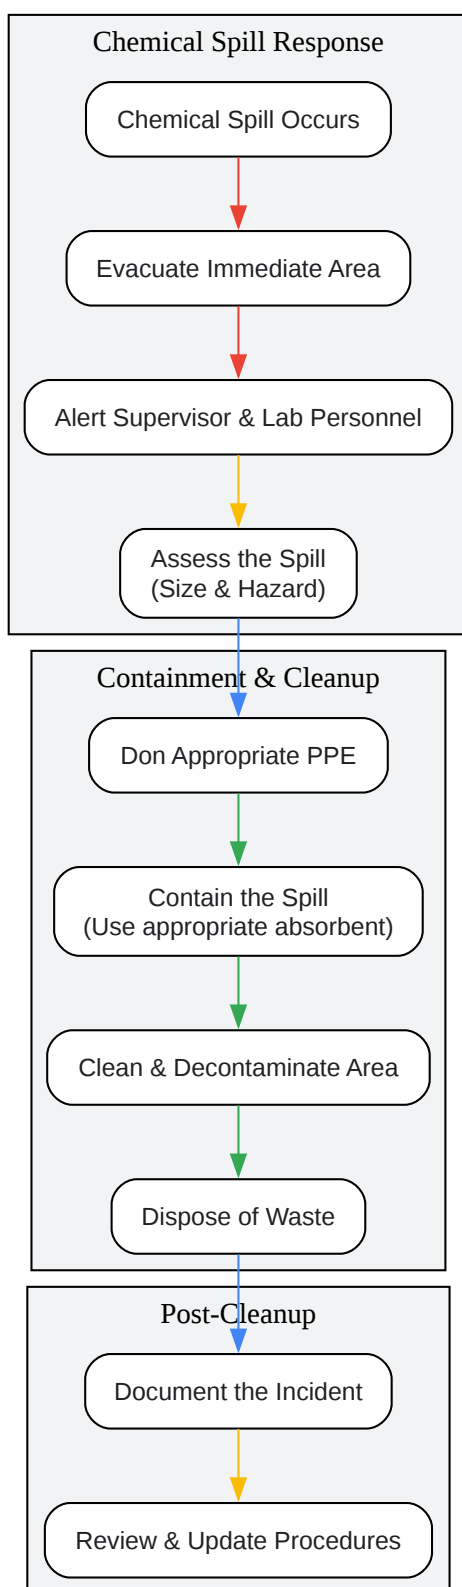 Chemical Spill Response
Chemical Spill Occurs
Evacuate Immediate Area
Alert Supervisor & Lab Personnel
Assess the Spill
(Size & Hazard)
Containment & Cleanup
Don Appropriate PPE
Contain the Spill
(Use appropriate absorbent)
Clean & Decontaminate Area
Dispose of Waste
Post-Cleanup
Document the Incident
Review & Update Procedures